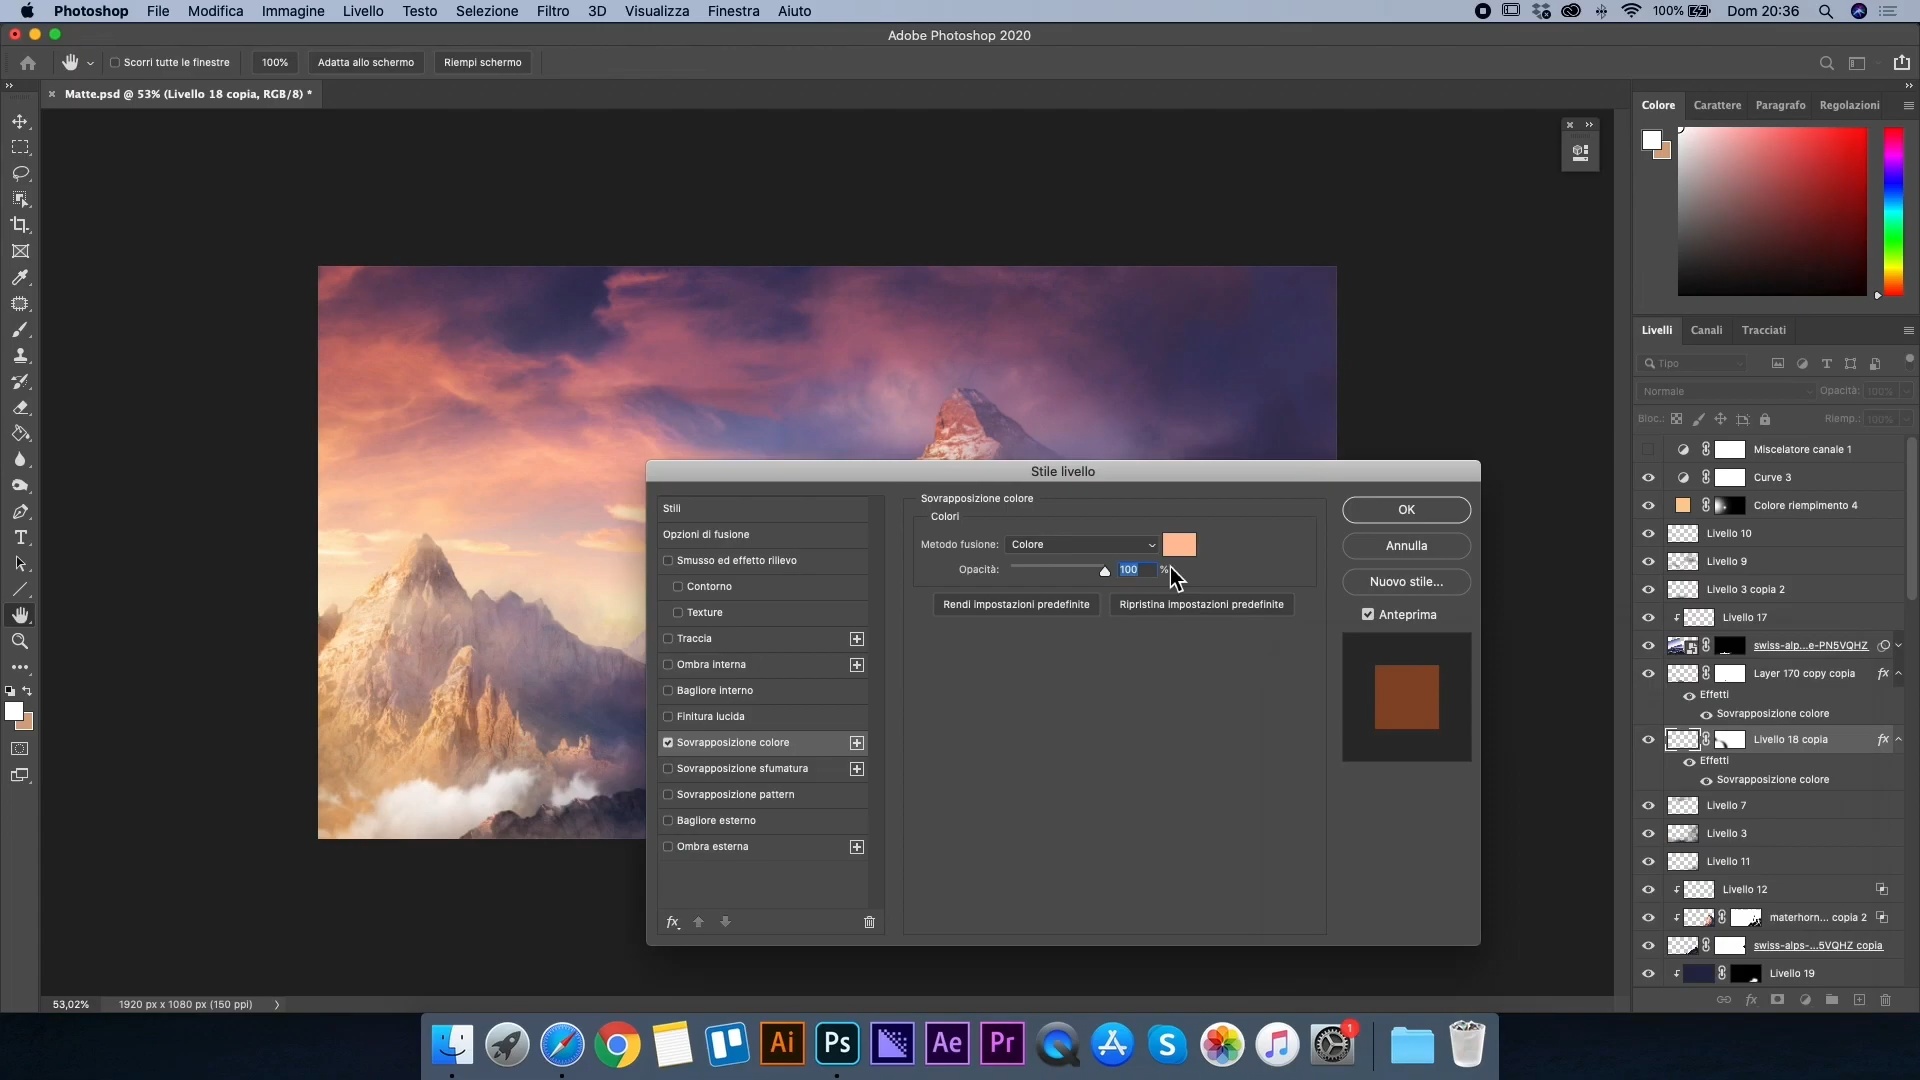 Photoshop File Modifica Immagine Livello Testo Selezione Filtro 3D Visualizza Finestra Aiuto 100% Dom 20:36
Adobe Photoshop 2020
Scorri tutte le finestre 100% Adatta allo schermo Riempi schermo
Matte.psd @ 53% (Livello 18 copia, RGB/8) *
Colore Carattere Paragrafo Regolazioni
Livelli Canali Tracciati
Tipo
Normale Opacità: 100%
Bloc.: Riemp.: 100%
Miscelatore canale 1
Curve 3
Colore riempimento 4
Livello 10
Livello 9
Livello 3 copia 2
Livello 17
swiss-alp...e-PN5VQHZ
Layer 170 copy copia fx
Effetti
Sovrapposizione colore
Livello 18 copia fx
Effetti
Sovrapposizione colore
Livello 7
Livello 3
Livello 11
Livello 12
materhorn... copia 2
swiss-alps-...5VQHZ copia
Livello 19
fx
Stile livello
Stili
Opzioni di fusione
Smusso ed effetto rilievo
Contorno
Texture
Traccia
Ombra interna
Bagliore interno
Finitura lucida
Sovrapposizione colore
Sovrapposizione sfumatura
Sovrapposizione pattern
Bagliore esterno
Ombra esterna
fx
Sovrapposizione colore
Colori
Metodo fusione: Colore
Opacità: 100 %
Rendi impostazioni predefinite Ripristina impostazioni predefinite
OK
Annulla
Nuovo stile...
Anteprima
53,02% 1920 px x 1080 px (150 ppi)
Ai Ps Ae Pr S 1